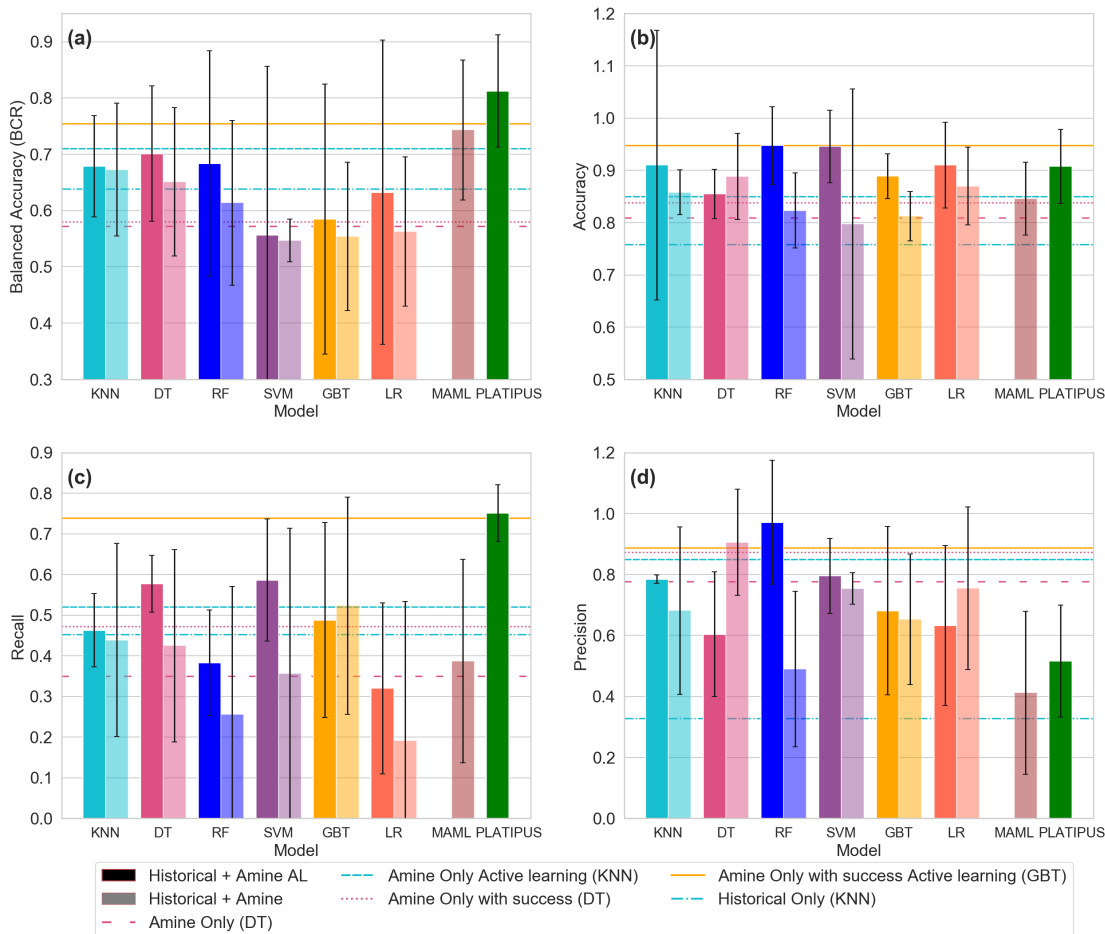 (a)
Balanced Accuracy (BCR)
0.9
0.8
0.7
0.6
0.5
0.4
0.3
KNN DT RF SVM GBT LR MAML PLATIPUS
Model
(b)
Accuracy
1.2
1.1
1.0
0.9
0.8
0.7
0.6
0.5
KNN DT RF SVM GBT LR MAML PLATIPUS
Model
(c)
Recall
0.9
0.8
0.7
0.6
0.5
0.4
0.3
0.2
0.1
0.0
KNN DT RF SVM GBT LR MAML PLATIPUS
Model
(d)
Precision
1.2
1.0
0.8
0.6
0.4
0.2
0.0
KNN DT RF SVM GBT LR MAML PLATIPUS
Model
Historical + Amine AL
Historical + Amine
Amine Only (DT)
Amine Only Active learning (KNN)
Amine Only with success (DT)
Amine Only with success Active learning (GBT)
Historical Only (KNN)